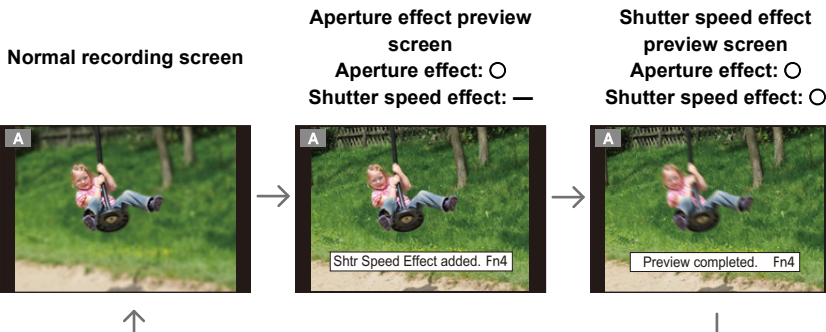 Normal recording screen
Aperture effect preview
screen
Aperture effect: ○
Shutter speed effect: —
Shutter speed effect
preview screen
Aperture effect: ○
Shutter speed effect: ○
A
A
Shtr Speed Effect added. Fn4
A
Preview completed. Fn4